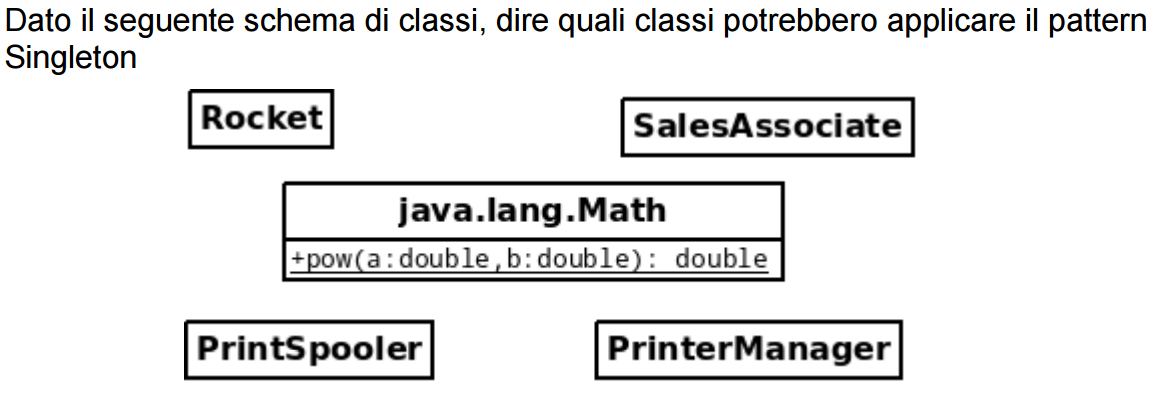 Dato il seguente schema di classi, dire quali classi potrebbero applicare il pattern
Singleton
Rocket
SalesAssociate
java.lang.Math
+pow(a:double,b:double): double
PrintSpooler
PrinterManager